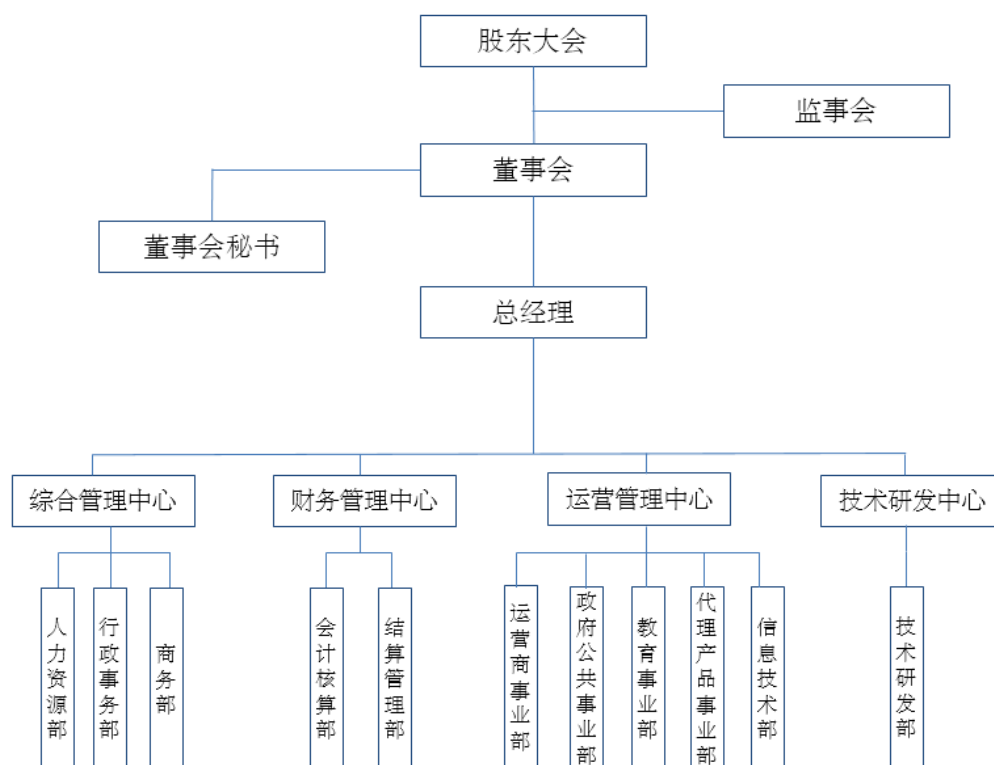 股东大会
监事会
董事会
董事会秘书
总经理
综合管理中心
财务管理中心
运营管理中心
技术研发中心
人力资源部
行政事务部
商务部
会计核算部
结算管理部
运营商事业部
政府公共事业部
教育事业部
代理产品事业部
信息技术部
技术研发部